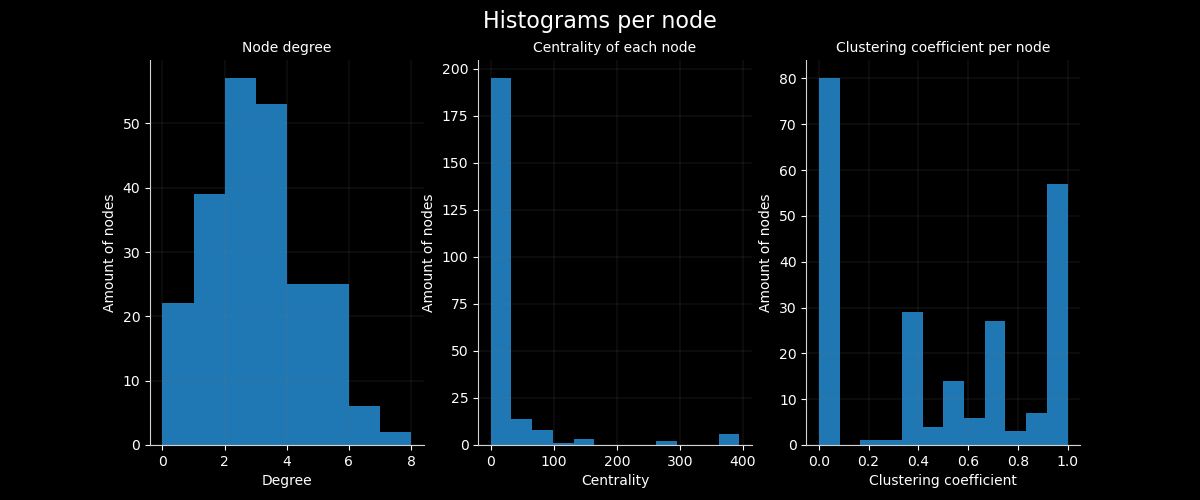 Histograms per node
Node degree
50
40
30
20
10
0
Amount of nodes
0 2 4 6 8
Degree
Centrality of each node
200
175
150
125
100
75
50
25
0
Amount of nodes
0 100 200 300 400
Centrality
Clustering coefficient per node
80
70
60
50
40
30
20
10
0
Amount of nodes
0.0 0.2 0.4 0.6 0.8 1.0
Clustering coefficient